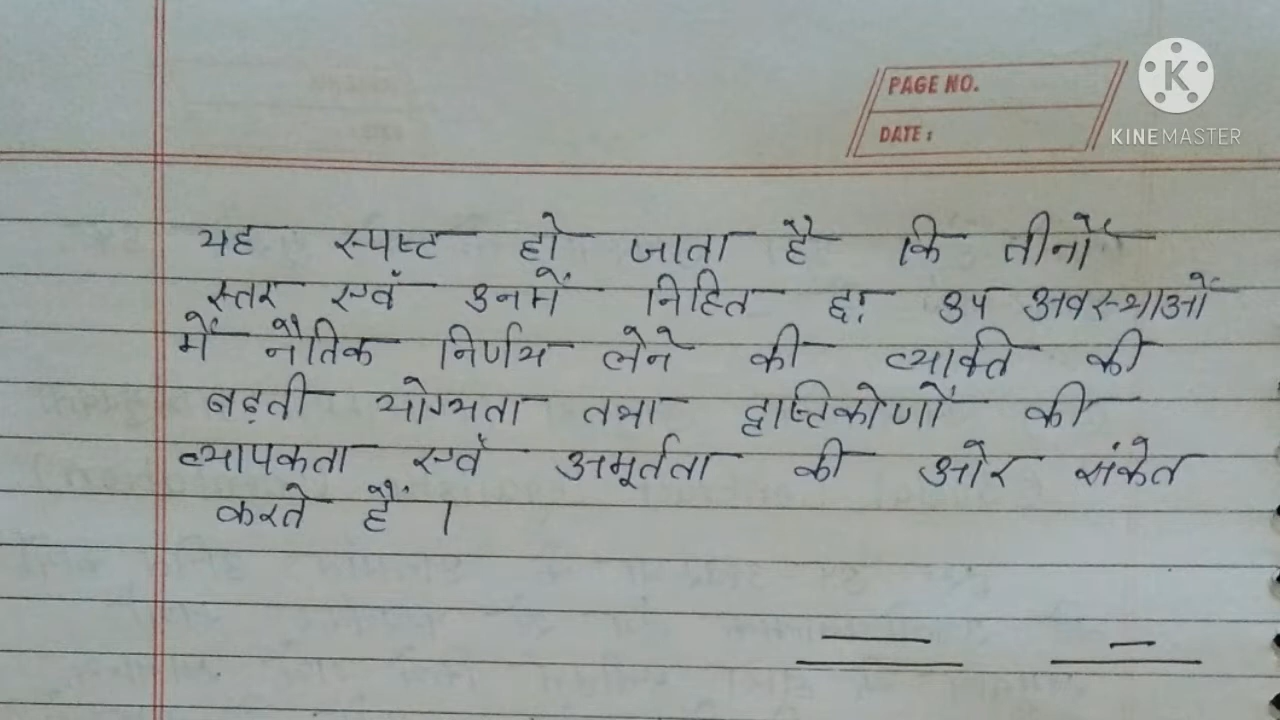 PAGE NO.
DATE :
KINEMASTER
यह स्पष्ट हो जाता है कि तीनों
स्तर एवं उनमें निहित छः उप अवस्थाओं
में नैतिक निर्णय लेने की व्यक्ति की
बढ़ती योग्यता तथा दृष्टिकोणों की
व्यापकता एवं अमूर्तता की ओर संकेत
करते हैं ।